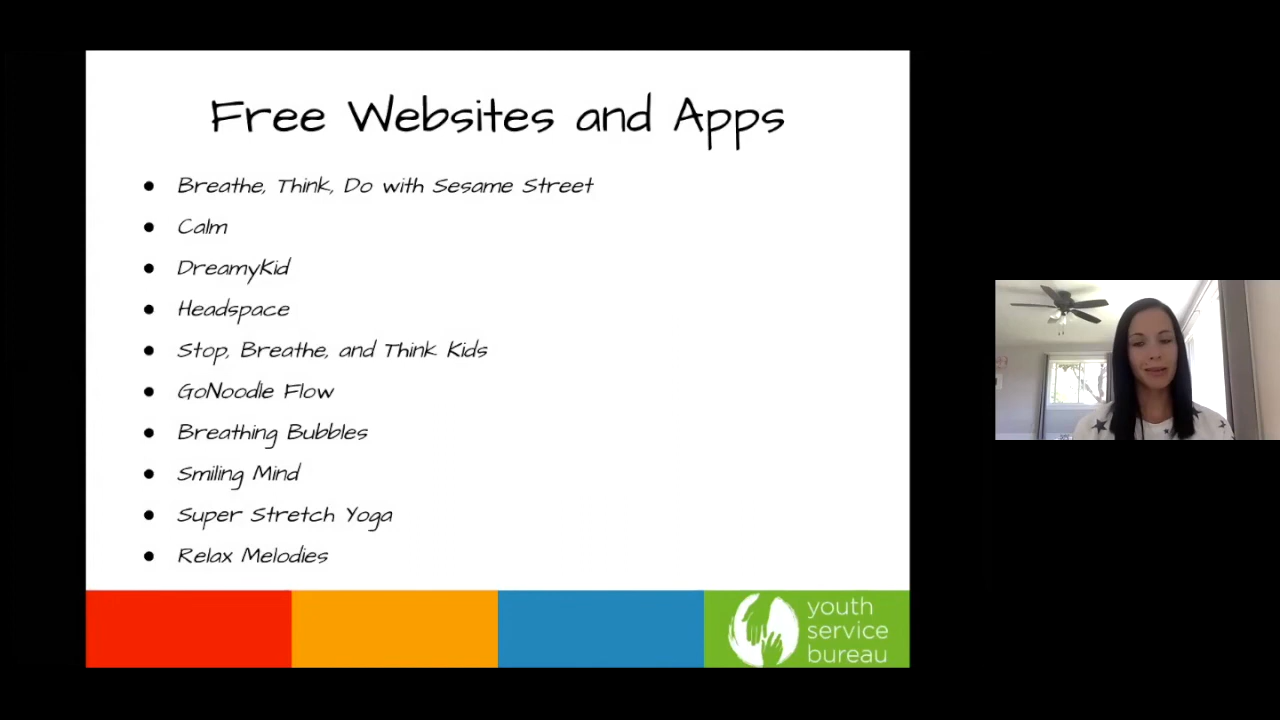 Free Websites and Apps
Breathe, Think, Do with Sesame Street
Calm
DreamyKid
Headspace
Stop, Breathe, and Think Kids
GoNoodle Flow
Breathing Bubbles
Smiling Mind
Super Stretch Yoga
Relax Melodies
youth
service
bureau